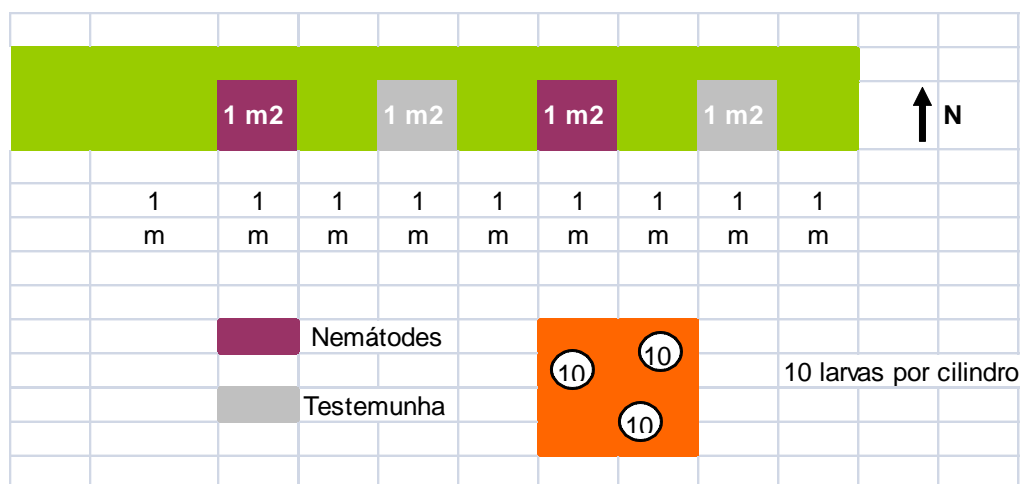 1 m2 1 m2 1 m2 1 m2 N
1 1 1 1 1 1 1 1 1
m m m m m m m m m
Nemátodes
10 10
10 larvas por cilindro
Testemunha
10